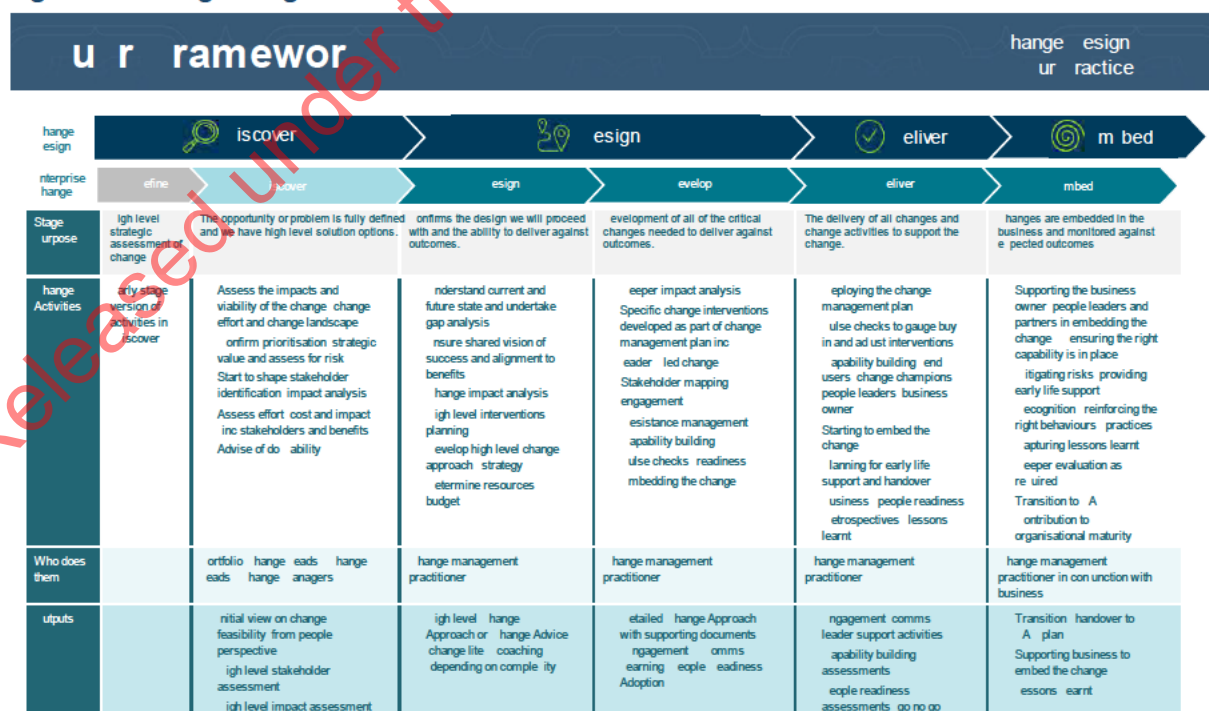 u r ramewor
hange esign
ur ractice
hange
esign
iscover
esign
eliver
m bed
nterprise
hange
efine
iscover
esign
evelop
eliver
mbed
Stage
urpose
igh level
strategic
assessment of
change
The opportunity or problem is fully defined
and we have high level solution options.
onfirms the design we will proceed
with and the ability to deliver against
outcomes.
evelopment of all of the critical
changes needed to deliver against
outcomes.
The delivery of all changes and
change activities to support the
change.
hanges are embedded in the
business and monitored against
e pected outcomes
hange
Activities
arly stage
version of
activities in
iscover
Assess the impacts and
viability of the change change
effort and change landscape
onfirm prioritisation strategic
value and assess for risk
Start to shape stakeholder
identification impact analysis
Assess effort cost and impact
inc stakeholders and benefits
Advise of do ability
nderstand current and
future state and undertake
gap analysis
nsure shared vision of
success and alignment to
benefits
hange impact analysis
igh level interventions
planning
evelop high level change
approach strategy
etermine resources
budget
eeper impact analysis
Specific change interventions
developed as part of change
management plan inc
eader led change
Stakeholder mapping
engagement
esistance management
apability building
ulse checks readiness
mbedding the change
eploying the change
management plan
ulse checks to gauge buy
in and ad ust interventions
apability building end
users change champions
people leaders business
owner
Starting to embed the
change
lanning for early life
support and handover
usiness people readiness
etrospectives lessons
learnt
Supporting the business
owner people leaders and
partners in embedding the
change ensuring the right
capability is in place
itigating risks providing
early life support
ecognition reinforcing the
right behaviours practices
apturing lessons learnt
eeper evaluation as
re uired
Transition to A
ontribution to
organisational maturity
Who does
them
ortfolio hange eads hange
eads hange anagers
hange management
practitioner
hange management
practitioner
hange management
practitioner
hange management
practitioner in con unction with
business
utputs
nitial view on change
feasibility from people
perspective
igh level stakeholder
assessment
igh level impact assessment
igh level hange
Approach or hange Advice
change lite coaching
depending on comple ity
etailed hange Approach
with supporting documents
ngagement omms
earning eople eadiness
Adoption
ngagement comms
leader support activities
apability building
assessments
eople readiness
assessments go no go
Transition handover to
A plan
Supporting business to
embed the change
essons earnt
Released under t